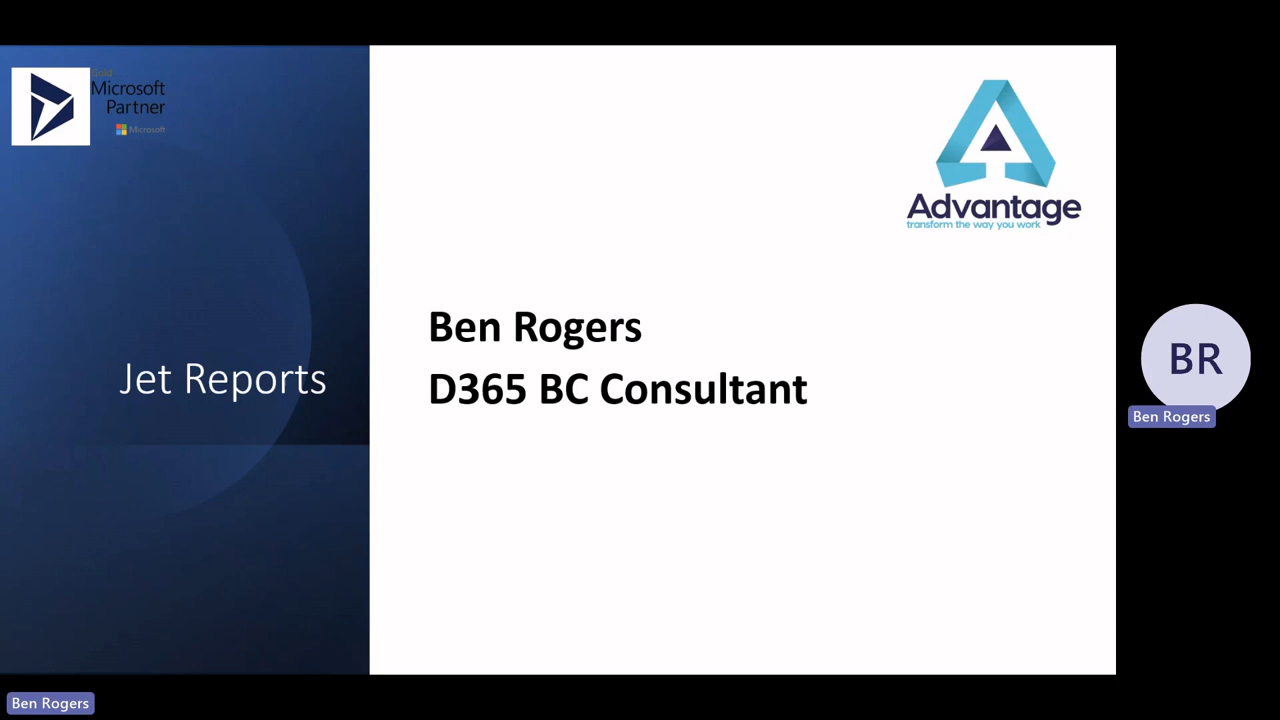 Gold
Microsoft
Partner
Microsoft
Advantage
transform the way you work
Jet Reports
Ben Rogers
D365 BC Consultant
BR
Ben Rogers
Ben Rogers